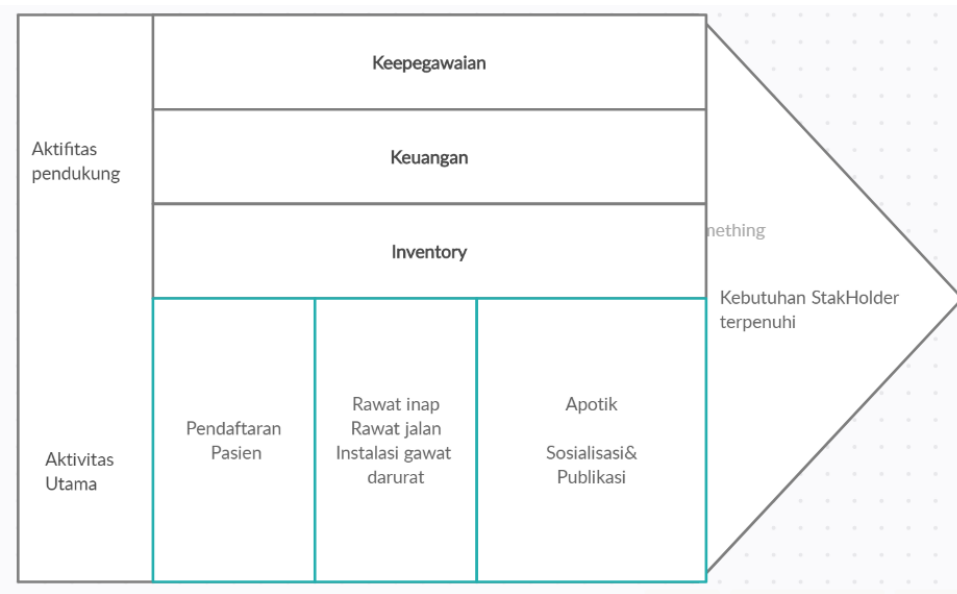 Keepegawaian
Keuangan
Inventory
Aktifitas
pendukung
Aktivitas
Utama
Pendaftaran
Pasien
Rawat inap
Rawat jalan
Instalasi gawat
darurat
Apotik
Sosialisasi&
Publikasi
mething
Kebutuhan StakHolder
terpenuhi